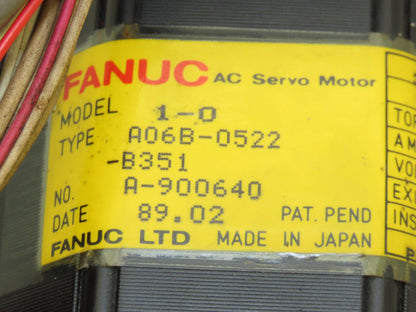 FANUC AC Servo Motor
MODEL 1-0
TYPE A06B-0522
-B351
NO. A-900640
DATE 89.02 PAT. PEND
FANUC LTD MADE IN JAPAN